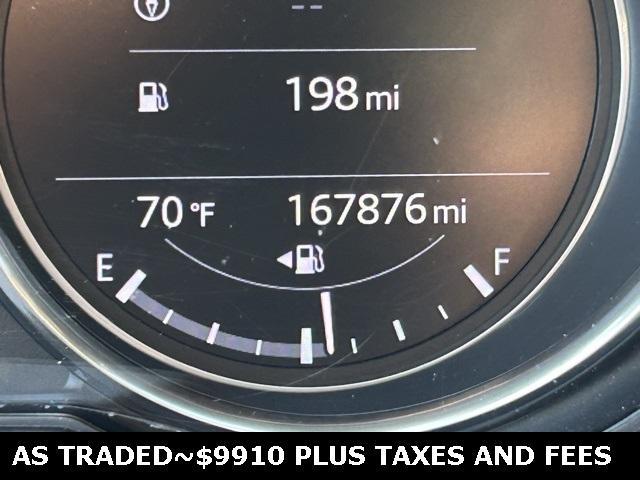 --
198 mi
70 °F 167876 mi
E F
AS TRADED~$9910 PLUS TAXES AND FEES